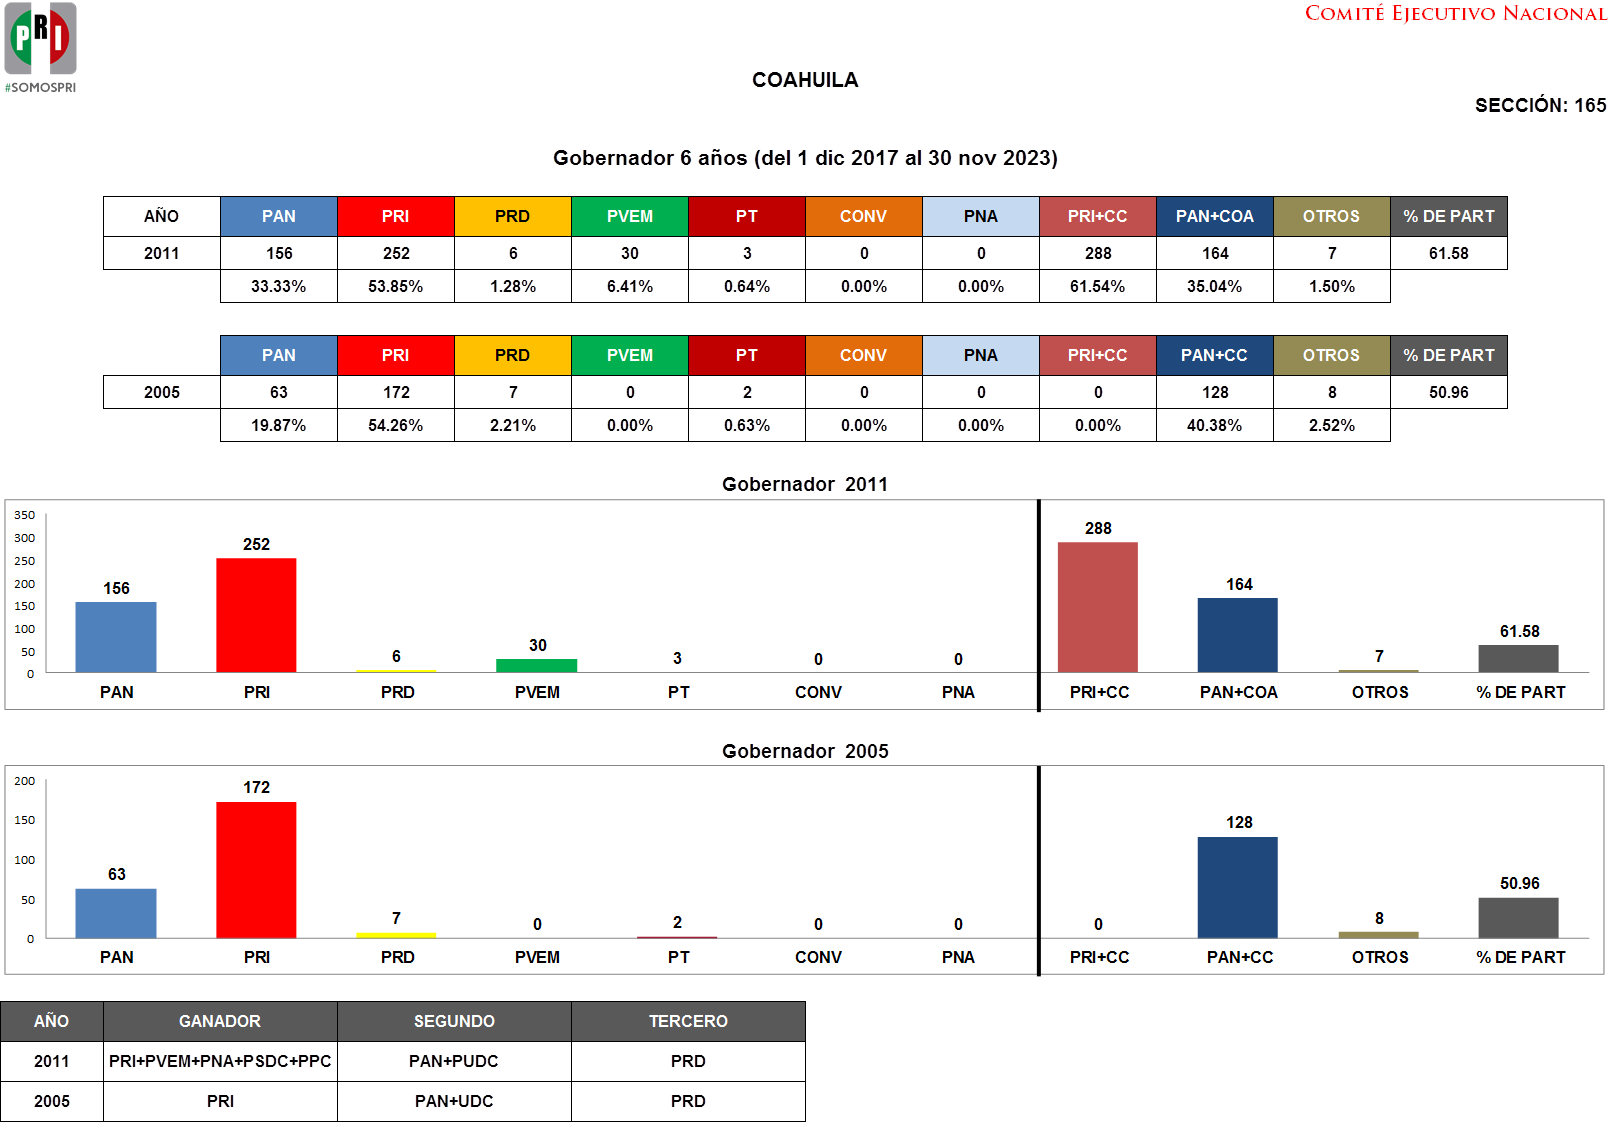 PRI
COMITÉ EJECUTIVO NACIONAL
#SOMOSPRI
COAHUILA
SECCIÓN: 165
Gobernador 6 años (del 1 dic 2017 al 30 nov 2023)
AÑO PAN PRI PRD PVEM PT CONV PNA PRI+CC PAN+COA OTROS % DE PART
2011 156 252 6 30 3 0 0 288 164 7 61.58
33.33% 53.85% 1.28% 6.41% 0.64% 0.00% 0.00% 61.54% 35.04% 1.50%
PAN PRI PRD PVEM PT CONV PNA PRI+CC PAN+CC OTROS % DE PART
2005 63 172 7 0 2 0 0 0 128 8 50.96
19.87% 54.26% 2.21% 0.00% 0.63% 0.00% 0.00% 0.00% 40.38% 2.52%
Gobernador 2011
350
300
250
200
150
100
50
0
156 252 6 30 3 0 0 288 164 7 61.58
PAN PRI PRD PVEM PT CONV PNA PRI+CC PAN+COA OTROS % DE PART
Gobernador 2005
200
150
100
50
0
63 172 7 0 2 0 0 0 128 8 50.96
PAN PRI PRD PVEM PT CONV PNA PRI+CC PAN+CC OTROS % DE PART
AÑO GANADOR SEGUNDO TERCERO
2011 PRI+PVEM+PNA+PSDC+PPC PAN+PUDC PRD
2005 PRI PAN+UDC PRD